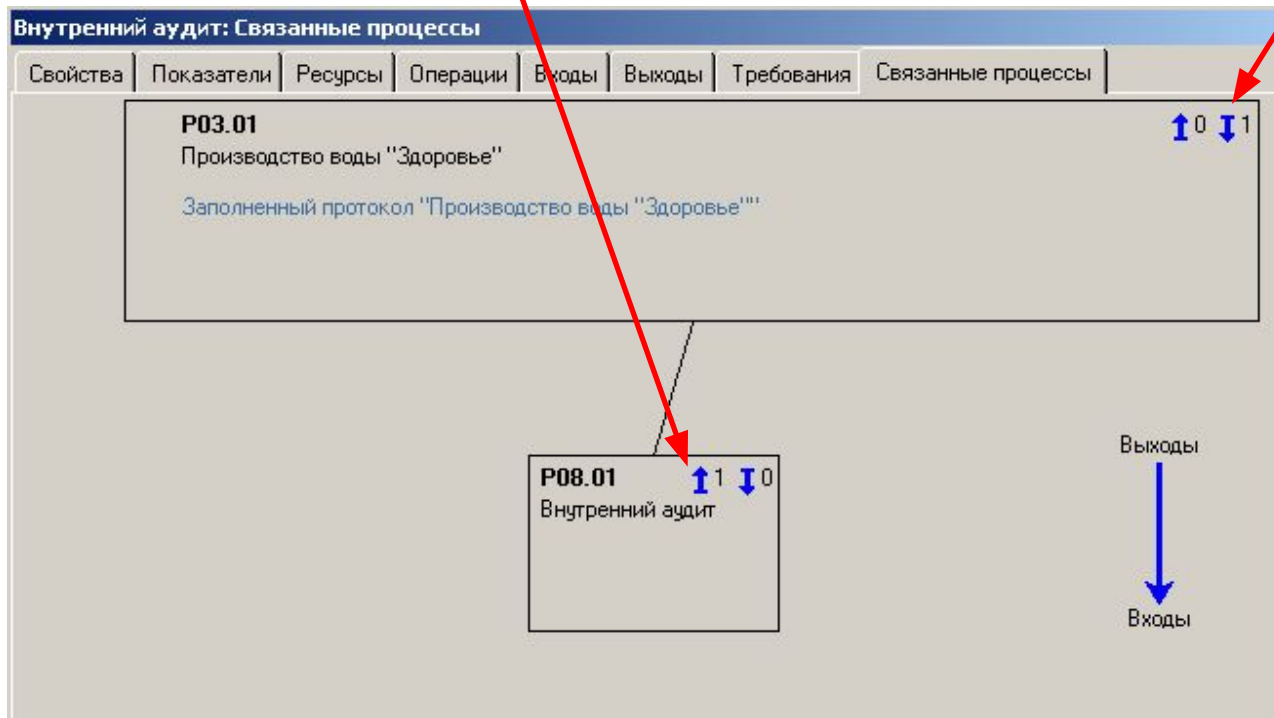 Внутренний аудит: Связанные процессы
Свойства Показатели Ресурсы Операции Входы Выходы Требования Связанные процессы
P03.01 0 1
Производство воды "Здоровье"
Заполненный протокол "Производство воды "Здоровье""
P08.01 1 0
Внутренний аудит
Выходы
Входы